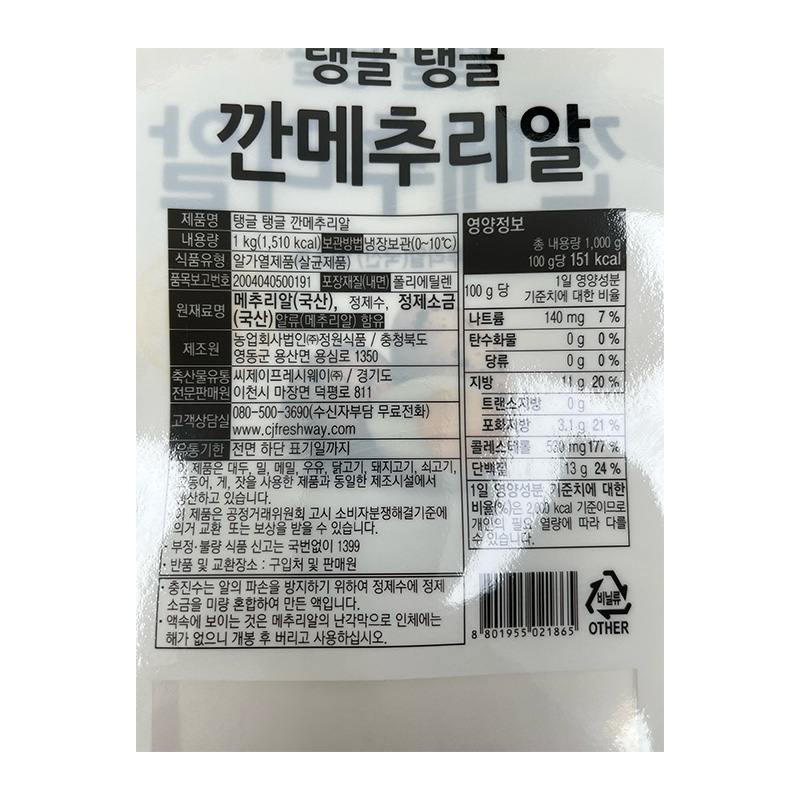 탱글 탱글
깐메추리알
제품명 탱글 탱글 깐메추리알
내용량 1 kg(1,510 kcal) 보관방법 냉장보관(0~10℃)
식품유형 알가열제품(살균제품)
품목보고번호 2004040500191 포장재질(내면) 폴리에틸렌
원재료명 메추리알(국산), 정제수, 정제소금
(국산) 알류(메추리알) 함유
제조원 농업회사법인㈜정원식품 / 충청북도
영동군 용산면 용심로 1350
축산물유통 씨제이프레시웨이㈜ / 경기도
전문판매원 이천시 마장면 덕평로 811
고객상담실 080-500-3690(수신자부담 무료전화)
www.cjfreshway.com
유통기한 전면 하단 표기일까지
이 제품은 대두, 밀, 메밀, 우유, 닭고기, 돼지고기, 쇠고기,
고등어, 게, 잣을 사용한 제품과 동일한 제조시설에서
생산하고 있습니다.
이 제품은 공정거래위원회 고시 소비자분쟁해결기준에
의거 교환 또는 보상을 받을 수 있습니다.
· 부정·불량 식품 신고는 국번없이 1399
· 반품 및 교환장소 : 구입처 및 판매원
· 충진수는 알의 파손을 방지하기 위하여 정제수에 정제
소금을 미량 혼합하여 만든 액입니다.
· 액속에 보이는 것은 메추리알의 난각막으로 인체에는
해가 없으니 개봉 후 버리고 사용하십시오.
영양정보
총 내용량 1,000 g
100 g당 151 kcal
100 g 당 1일 영양성분
기준치에 대한 비율
나트륨 140 mg 7 %
탄수화물 0 g 0 %
당류 0 g 0 %
지방 11 g 20 %
트랜스지방 0 g
포화지방 3.1 g 21 %
콜레스테롤 530 mg 177 %
단백질 13 g 24 %
1일 영양성분 기준치에 대한
비율(%)은 2,000 kcal 기준이므로
개인의 필요 열량에 따라 다를
수 있습니다.
8 801955 021865
비닐류
OTHER